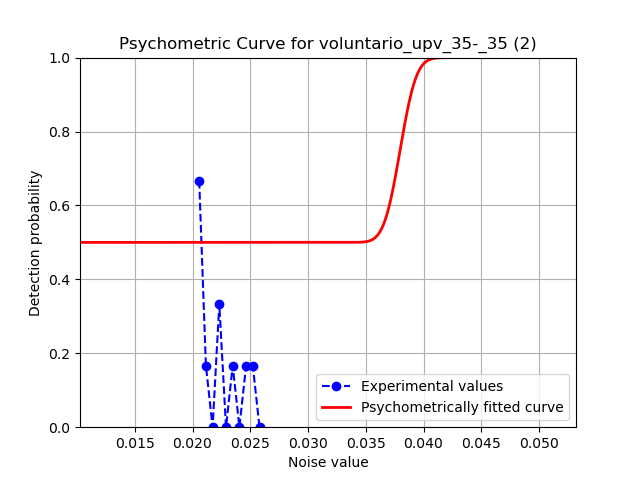 Psychometric Curve for voluntario_upv_35-_35 (2)
1.0
0.8
0.6
0.4
0.2
0.0
Detection probability
0.015 0.020 0.025 0.030 0.035 0.040 0.045 0.050
Noise value
Experimental values
Psychometrically fitted curve